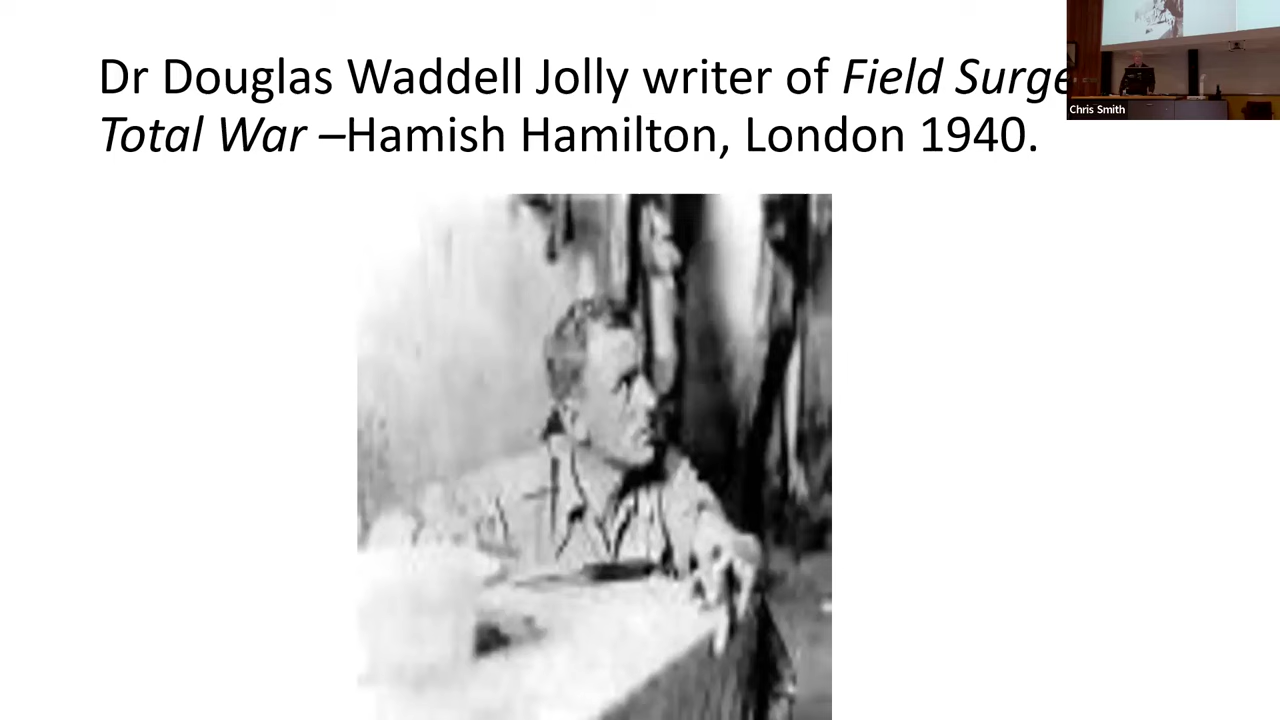 Dr Douglas Waddell Jolly writer of Field Surge
Total War –Hamish Hamilton, London 1940.
Chris Smith